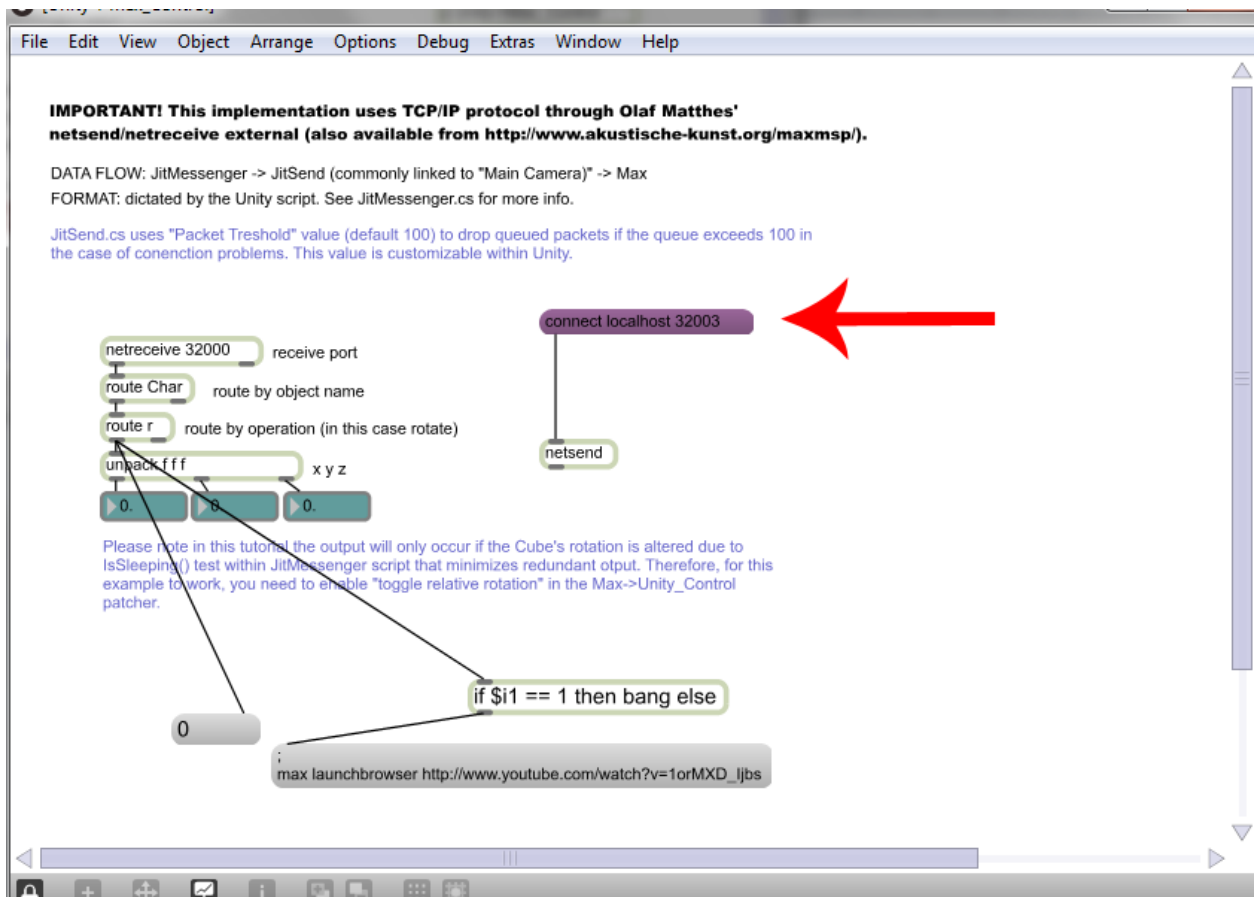 File Edit View Object Arrange Options Debug Extras Window Help
IMPORTANT! This implementation uses TCP/IP protocol through Olaf Matthes'
netsend/netreceive external (also available from http://www.akustische-kunst.org/maxmsp/).
DATA FLOW: JitMessenger -> JitSend (commonly linked to "Main Camera)" -> Max
FORMAT: dictated by the Unity script. See JitMessenger.cs for more info.
JitSend.cs uses "Packet Treshold" value (default 100) to drop queued packets if the queue exceeds 100 in
the case of conenction problems. This value is customizable within Unity.
connect localhost 32003
netreceive 32000 receive port
route Char route by object name
route r route by operation (in this case rotate)
netsend
unpack f f f x y z
0. 0. 0.
Please note in this tutorial the output will only occur if the Cube's rotation is altered due to
IsSleeping() test within JitMessenger script that minimizes redundant otput. Therefore, for this
example to work, you need to enable "toggle relative rotation" in the Max->Unity_Control
patcher.
if $i1 == 1 then bang else
0
;
max launchbrowser http://www.youtube.com/watch?v=1orMXD_Ijbs